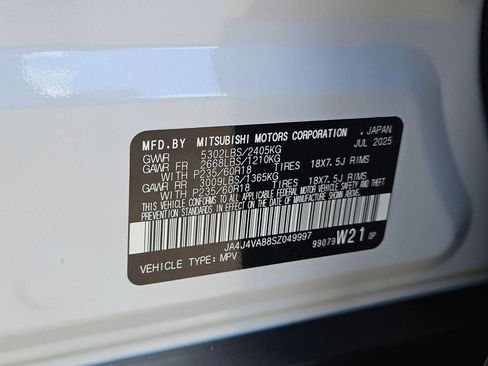 MFD.BY MITSUBISHI MOTORS CORPORATION , JAPAN
GVWR 5302LBS/2405KG JUL 2025
GAWR FR 2668LBS/1210KG
WITH P235/60R18 TIRES 18X7.5J RIMS
GAWR RR 3009LBS/1365KG
WITH P235/60R18 TIRES 18X7.5J RIMS
THIS VEHICLE CONFORMS TO ALL APPLICABLE FEDERAL MOTOR VEHICLE SAFETY AND THEFT
PREVENTION STANDARDS IN EFFECT ON THE DATE OF MANUFACTURE SHOWN ABOVE.
JA4J4VA88SZ049997
VEHICLE TYPE: MPV 99079 W21 0P